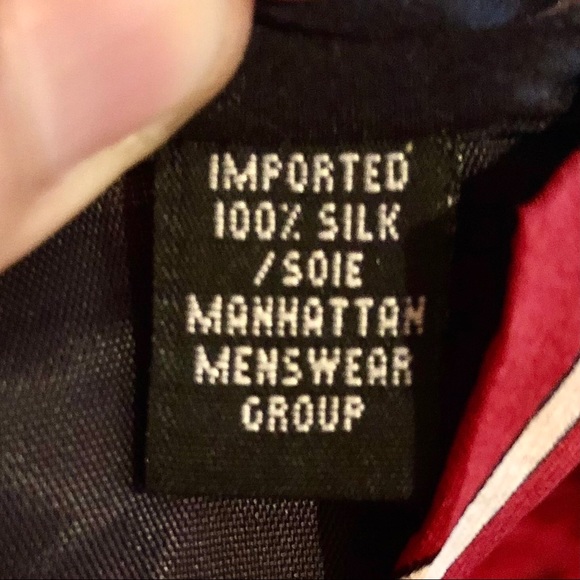 IMPORTED
100% SILK
/SOIE
MANHATTAN
MENSWEAR
GROUP